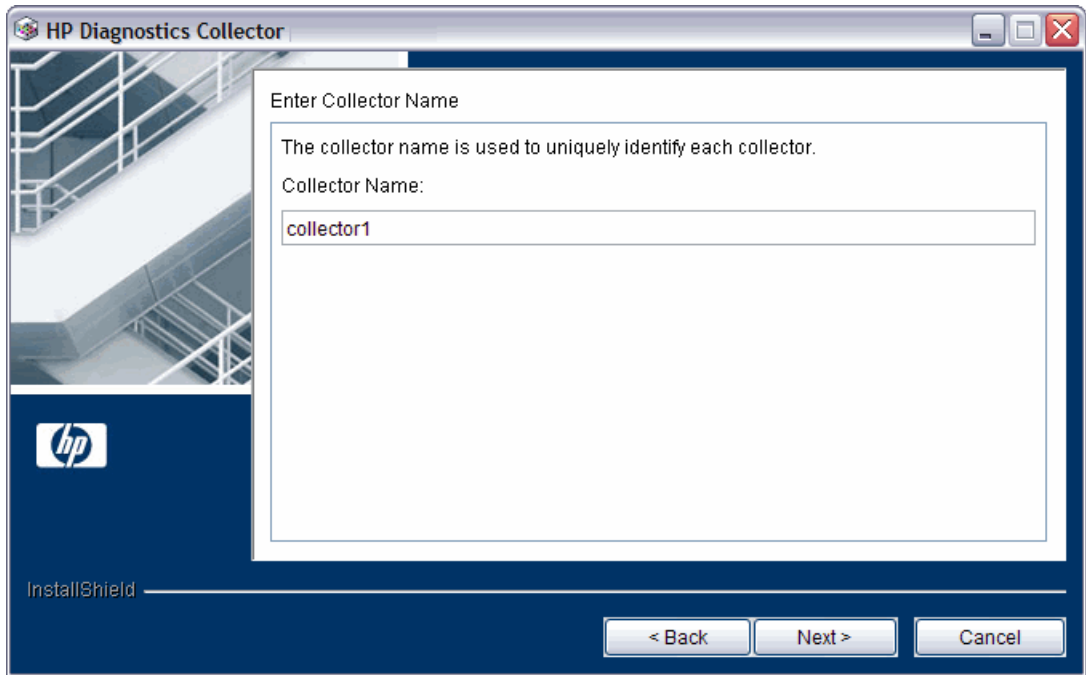 HP Diagnostics Collector
Enter Collector Name
The collector name is used to uniquely identify each collector.
Collector Name:
collector1
hp
InstallShield
< Back
Next >
Cancel